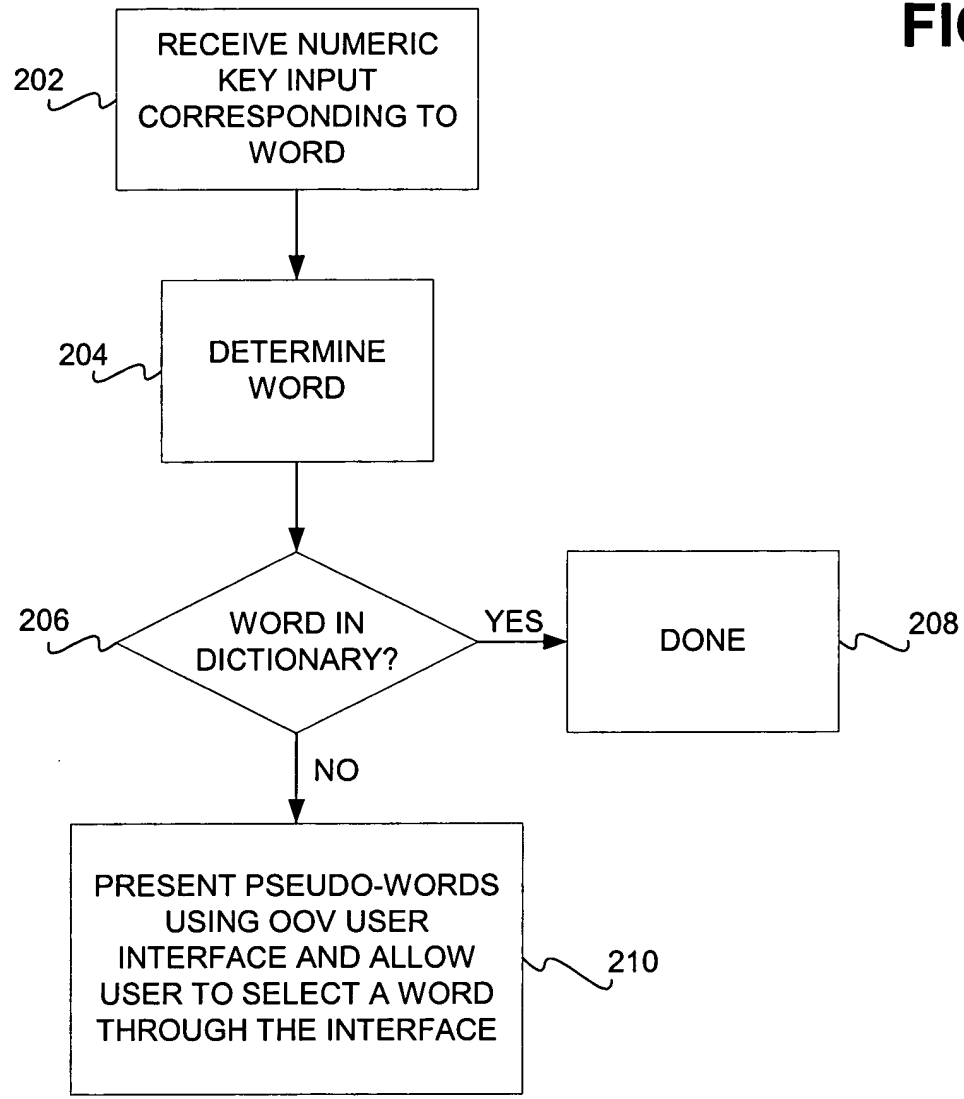 202
RECEIVE NUMERIC
KEY INPUT
CORRESPONDING TO
WORD
204
DETERMINE
WORD
206
WORD IN
DICTIONARY?
YES
DONE
208
NO
PRESENT PSEUDO-WORDS
USING OOV USER
INTERFACE AND ALLOW
USER TO SELECT A WORD
THROUGH THE INTERFACE
210